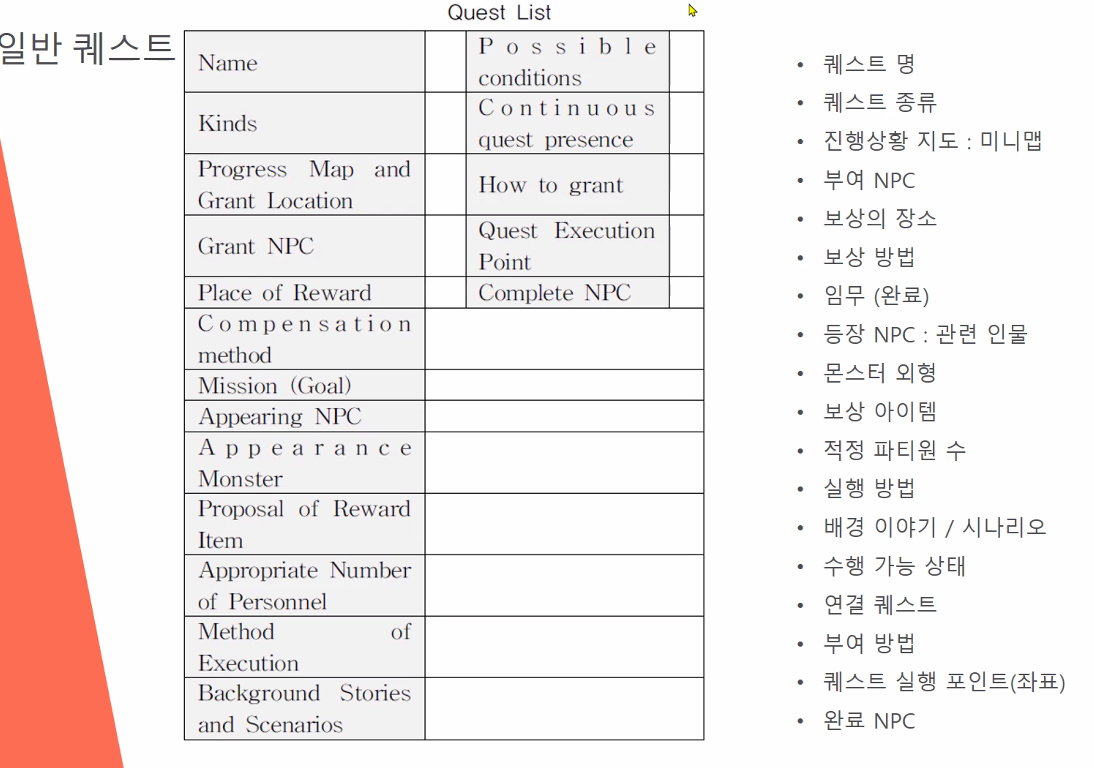 Quest List
일반 퀘스트
Name
Possible
conditions
Kinds
Continuous
quest presence
Progress Map and
Grant Location
How to grant
Grant NPC
Quest Execution
Point
Place of Reward
Complete NPC
Compensation
method
Mission (Goal)
Appearing NPC
Appearance
Monster
Proposal of Reward
Item
Appropriate Number
of Personnel
Method of
Execution
Background Stories
and Scenarios
• 퀘스트 명
• 퀘스트 종류
• 진행상황 지도 : 미니맵
• 부여 NPC
• 보상의 장소
• 보상 방법
• 임무 (완료)
• 등장 NPC : 관련 인물
• 몬스터 외형
• 보상 아이템
• 적정 파티원 수
• 실행 방법
• 배경 이야기 / 시나리오
• 수행 가능 상태
• 연결 퀘스트
• 부여 방법
• 퀘스트 실행 포인트(좌표)
• 완료 NPC